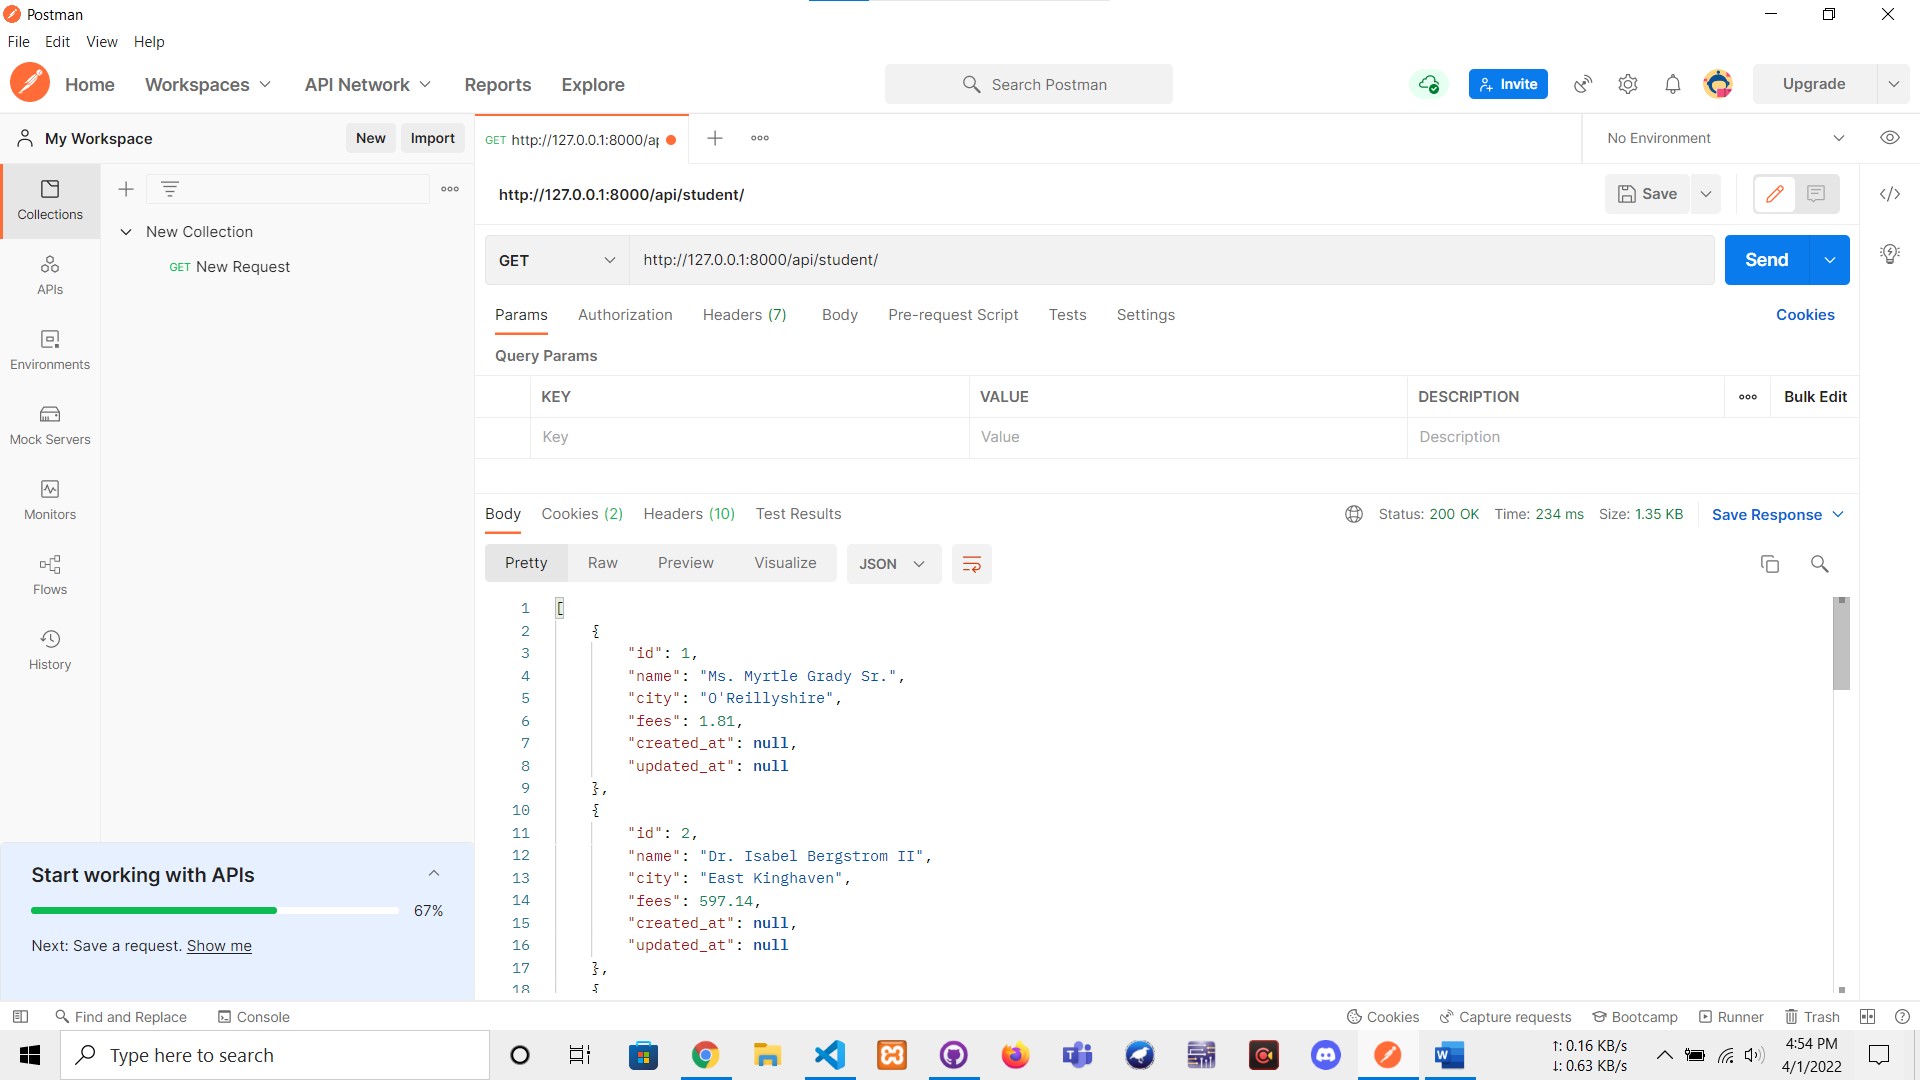 Postman
File Edit View Help
Home Workspaces API Network Reports Explore Search Postman Invite Upgrade
My Workspace New Import GET http://127.0.0.1:8000/ap No Environment
http://127.0.0.1:8000/api/student/ Save
Collections
New Collection
GET New Request
GET http://127.0.0.1:8000/api/student/ Send
APIs
Params Authorization Headers (7) Body Pre-request Script Tests Settings Cookies
Query Params
Environments
KEY VALUE DESCRIPTION Bulk Edit
Key Value Description
Mock Servers
Monitors
Body Cookies (2) Headers (10) Test Results Status: 200 OK Time: 234 ms Size: 1.35 KB Save Response
Pretty Raw Preview Visualize JSON
Flows
History
1 [
2 {
3 "id": 1,
4 "name": "Ms. Myrtle Grady Sr.",
5 "city": "O'Reillyshire",
6 "fees": 1.81,
7 "created_at": null,
8 "updated_at": null
9 },
10 {
11 "id": 2,
12 "name": "Dr. Isabel Bergstrom II",
13 "city": "East Kinghaven",
14 "fees": 597.14,
15 "created_at": null,
16 "updated_at": null
17 },
18 {
Start working with APIs
67%
Next: Save a request. Show me
Find and Replace Console Cookies Capture requests Bootcamp Runner Trash
Type here to search
↑: 0.16 KB/s
↓: 0.63 KB/s
4:54 PM
4/1/2022